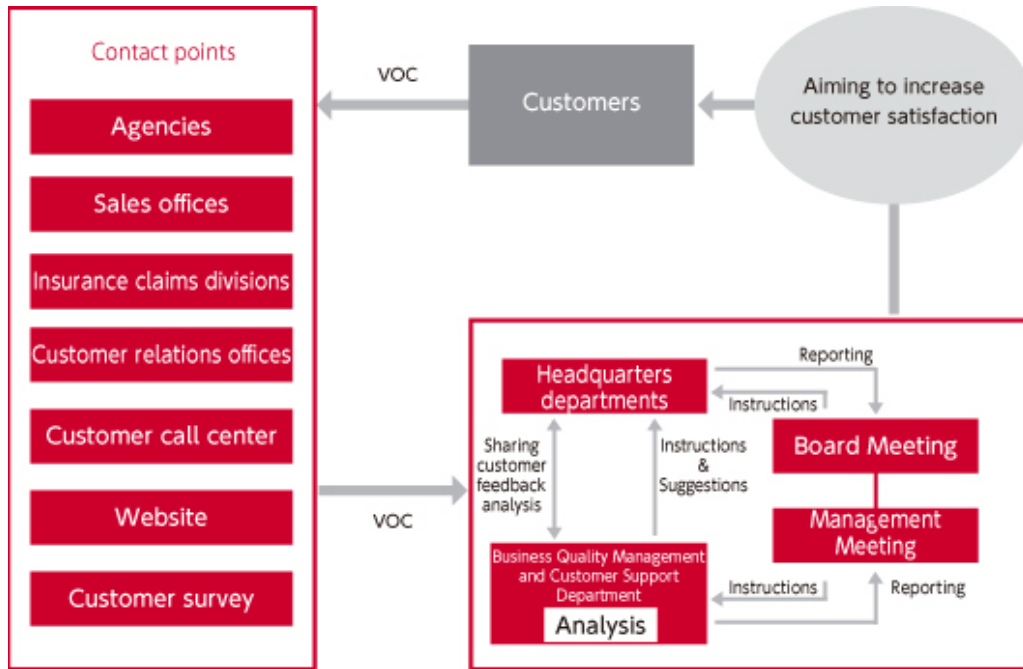 Contact points
Agencies
Sales offices
Insurance claims divisions
Customer relations offices
Customer call center
Website
Customer survey
VOC
Customers
Aiming to increase
customer satisfaction
VOC
Headquarters
departments
Reporting
Instructions
Board Meeting
Sharing
customer
feedback
analysis
Instructions
&
Suggestions
Management
Meeting
Business Quality Management
and Customer Support
Department
Analysis
Instructions
Reporting